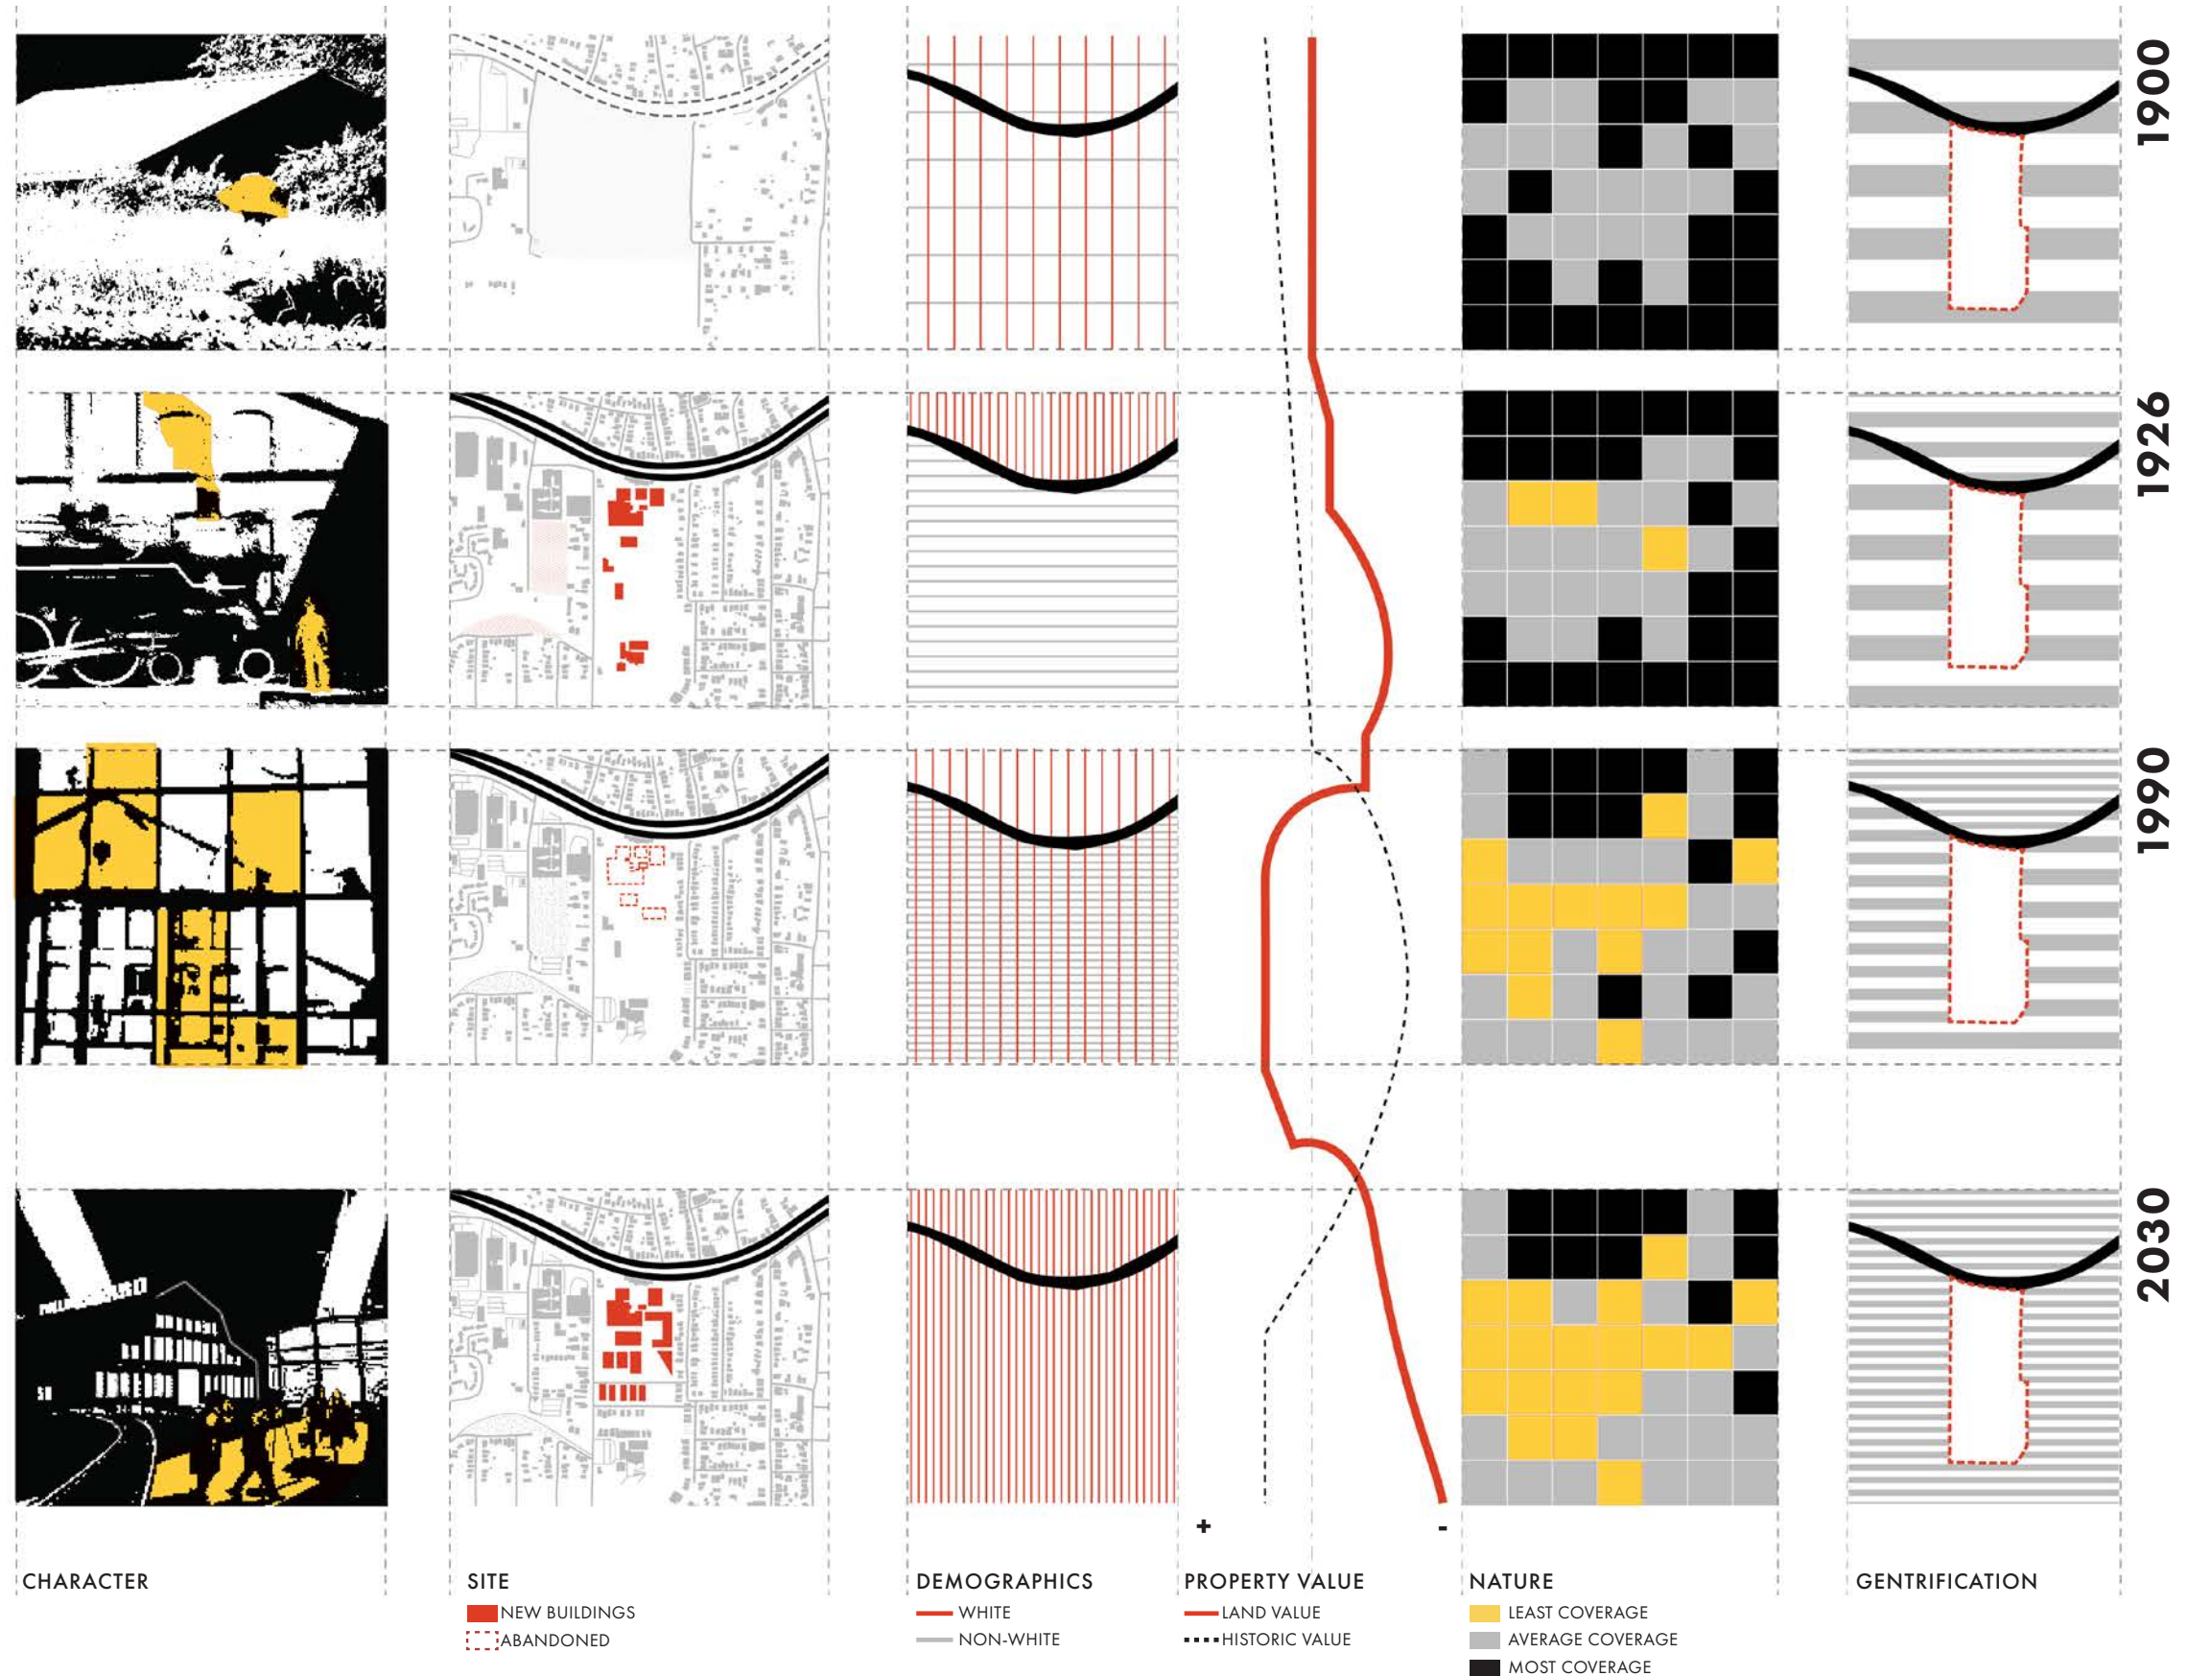 1900
1926
1990
2030
+ -
CHARACTER
SITE
NEW BUILDINGS
ABANDONED
DEMOGRAPHICS
WHITE
NON-WHITE
PROPERTY VALUE
LAND VALUE
HISTORIC VALUE
NATURE
LEAST COVERAGE
AVERAGE COVERAGE
MOST COVERAGE
GENTRIFICATION